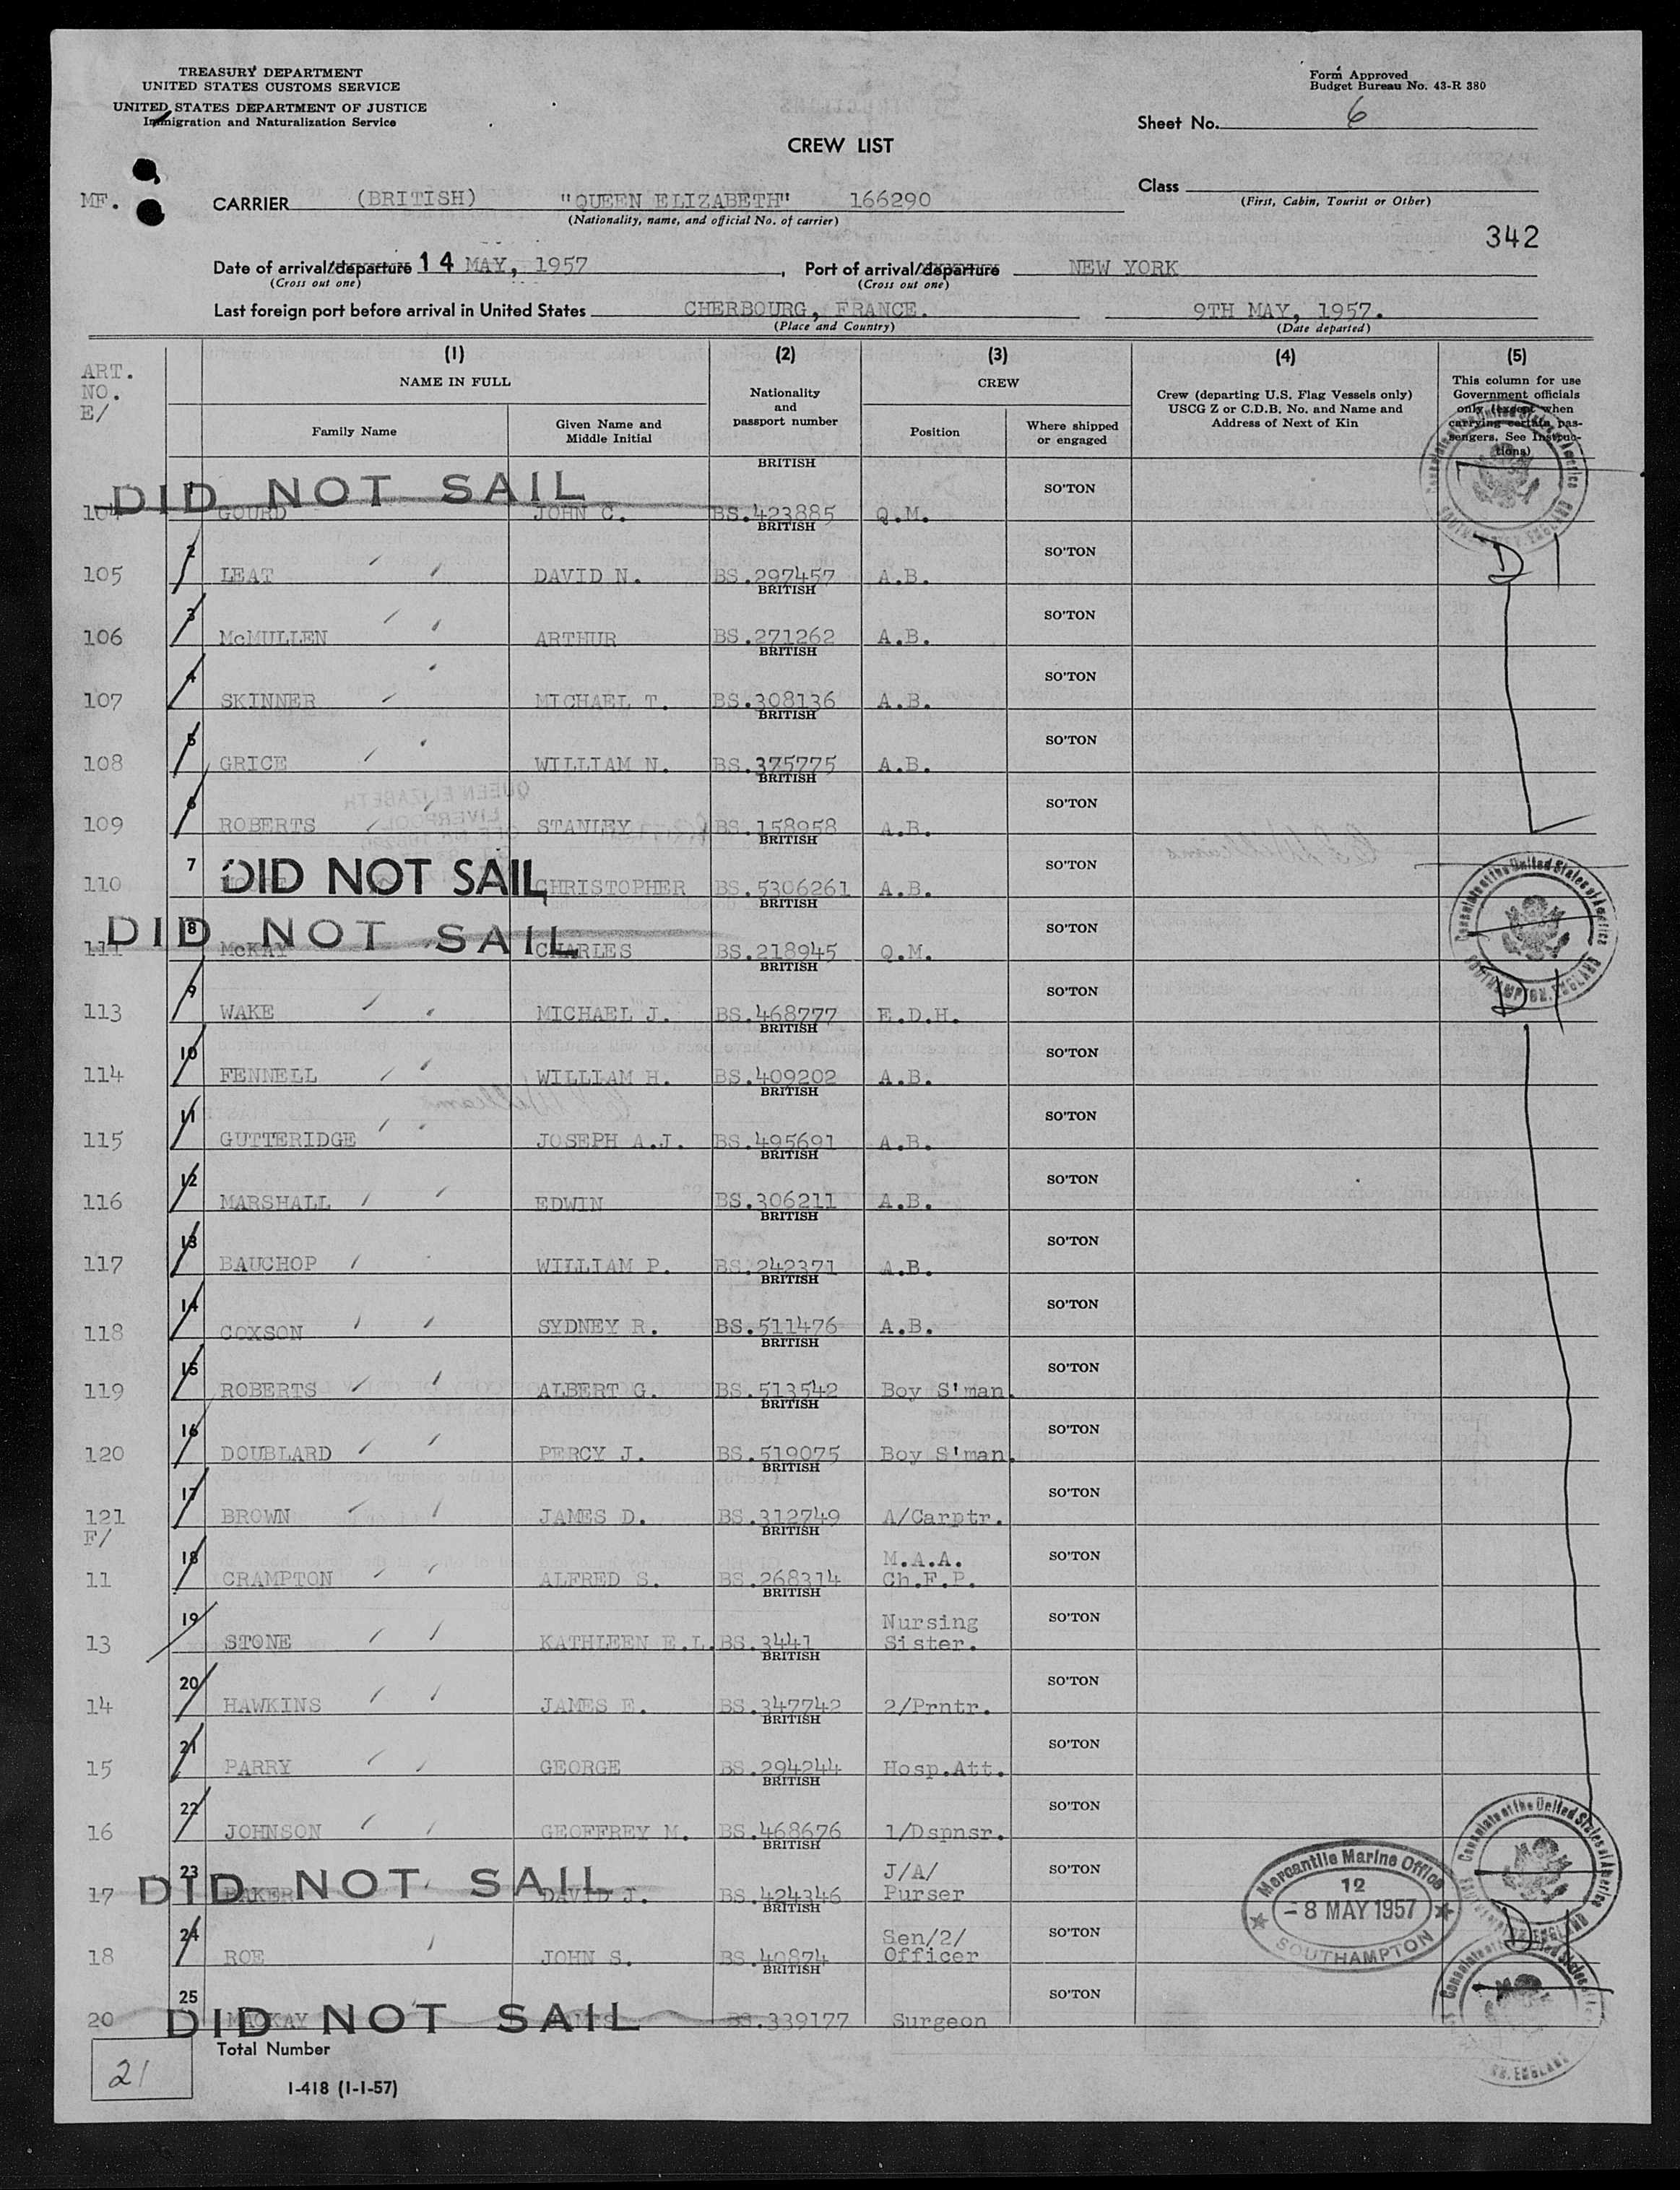 TREASURY DEPARTMENT
UNITED STATES CUSTOMS SERVICE
UNITED STATES DEPARTMENT OF JUSTICE
Immigration and Naturalization Service
Form Approved
Budget Bureau No. 43-R 380
Sheet No. 6
CREW LIST
Class
(First, Cabin, Tourist or Other)
MF. CARRIER (BRITISH) "QUEEN ELIZABETH" 166290
(Nationality, name, and official No. of carrier)
342
Date of arrival/departure 14 MAY, 1957, Port of arrival/departure NEW YORK
(Cross out one) (Cross out one)
Last foreign port before arrival in United States CHERBOURG, FRANCE. 9TH MAY, 1957.
(Place and Country) (Date departed)
ART. NO. E/
(1) (2) (3) (4) (5)
NAME IN FULL
Family Name
Given Name and Middle Initial
Nationality and passport number
CREW
Position
Where shipped or engaged
Crew (departing U.S. Flag Vessels only) USCG Z or C.D.B. No. and Name and Address of Next of Kin
This column for use Government officials only (except when carrying certain passengers. See Instructions)
DID NOT SAIL
104 1 GOURD JOHN C. BRITISH BS.423885 Q.M. SO'TON
105 2 LEAT DAVID N. BRITISH BS.297457 A.B. SO'TON D 1
106 3 McMULLEN ARTHUR BRITISH BS.271262 A.B. SO'TON
107 4 SKINNER MICHAEL T. BRITISH BS.308136 A.B. SO'TON
108 5 GRICE WILLIAM N. BRITISH BS.375775 A.B. SO'TON
109 6 ROBERTS STANLEY BRITISH BS.158958 A.B. SO'TON
110 7 DID NOT SAIL CHRISTOPHER BRITISH BS.5306261 A.B. SO'TON
DID NOT SAIL
111 8 McKAY CHARLES BRITISH BS.218945 Q.M. SO'TON
113 9 WAKE MICHAEL J. BRITISH BS.468777 E.D.H. SO'TON D 1
114 10 FENNELL WILLIAM H. BRITISH BS.409202 A.B. SO'TON
115 11 GUTTERIDGE JOSEPH A.J. BRITISH BS.495691 A.B. SO'TON
116 12 MARSHALL EDWIN BRITISH BS.306211 A.B. SO'TON
117 13 BAUCHOP WILLIAM P. BRITISH BS.242371 A.B. SO'TON
118 14 COXSON SYDNEY R. BRITISH BS.511476 A.B. SO'TON
119 15 ROBERTS ALBERT G. BRITISH BS.513542 Boy S'man. SO'TON
120 16 DOUBLARD PERCY J. BRITISH BS.519075 Boy S'man. SO'TON
121 17 BROWN JAMES D. BRITISH BS.312749 A/Carptr. SO'TON
F/
11 18 CRAMPTON ALFRED S. BRITISH BS.268314 M.A.A. Ch.F.P. SO'TON
13 19 STONE KATHLEEN E.L. BRITISH BS.3441 Nursing Sister. SO'TON
14 20 HAWKINS JAMES E. BRITISH BS.347742 2/Prntr. SO'TON
15 21 PARRY GEORGE BRITISH BS.294244 Hosp.Att. SO'TON
16 22 JOHNSON GEOFFREY M. BRITISH BS.468676 1/Dspnsr. SO'TON
17 23 BAKER DAVID J. BRITISH BS.424346 J/A/ Purser SO'TON
DID NOT SAIL
18 24 ROE JOHN S. BRITISH BS.40874 Sen/2/ Officer SO'TON D 1
20 25 MACKAY BRITISH BS.339177 Surgeon SO'TON
DID NOT SAIL
Mercantile Marine Office
12
- 8 MAY 1957
SOUTHAMPTON
Consulate of the United States of America
SOUTHAMPTON, ENGLAND
Total Number
21
I-418 (1-1-57)